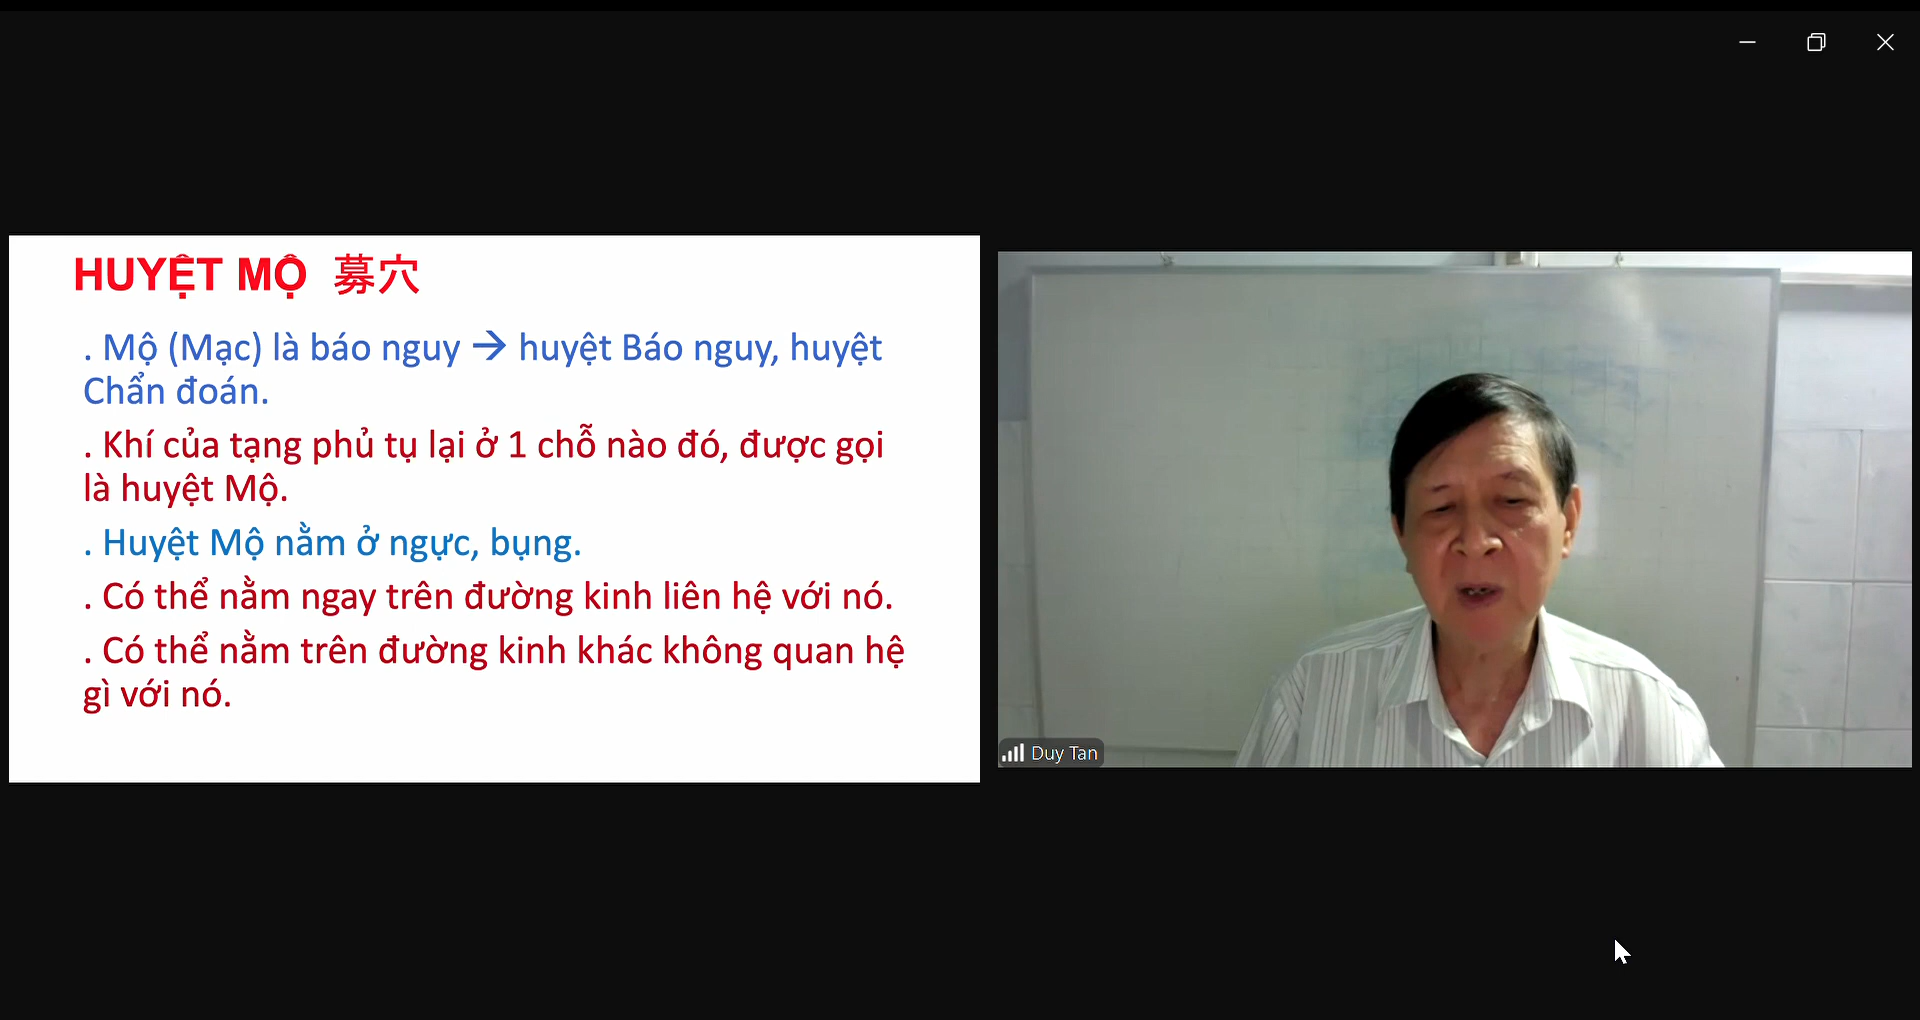 HUYỆT MỘ 募穴
. Mộ (Mạc) là báo nguy → huyệt Báo nguy, huyệt
Chẩn đoán.
. Khí của tạng phủ tụ lại ở 1 chỗ nào đó, được gọi
là huyệt Mộ.
. Huyệt Mộ nằm ở ngực, bụng.
. Có thể nằm ngay trên đường kinh liên hệ với nó.
. Có thể nằm trên đường kinh khác không quan hệ
gì với nó.
Duy Tan